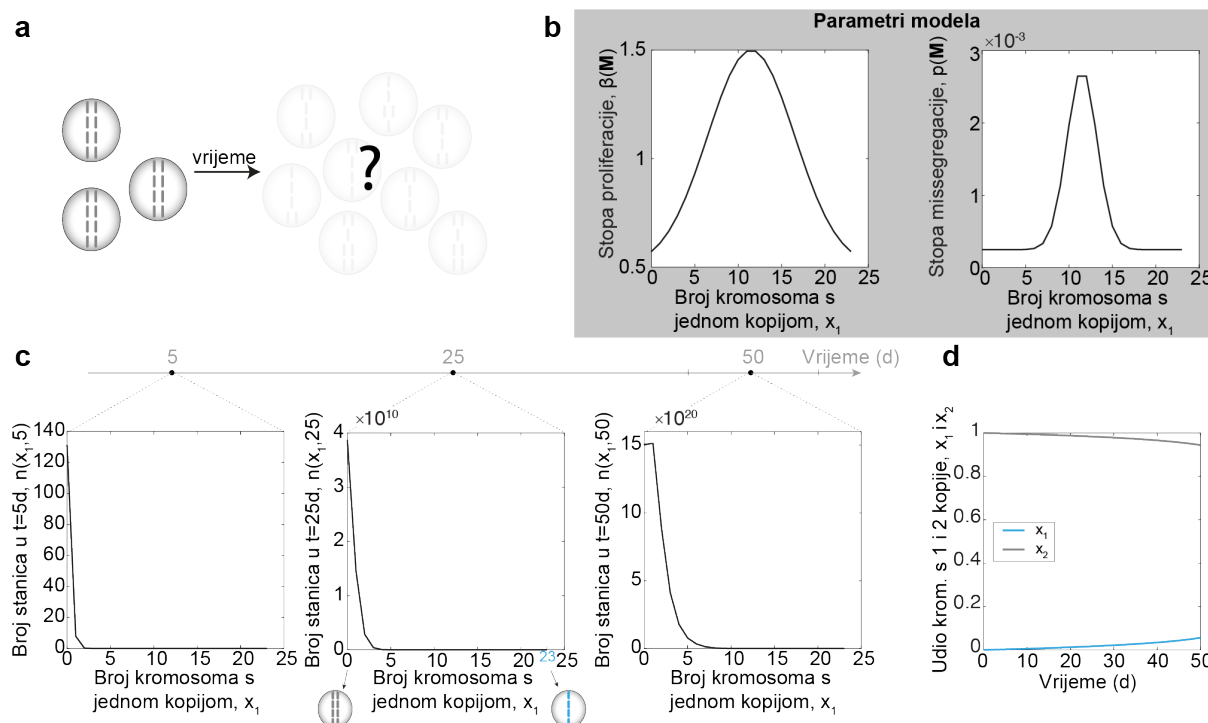 a
vrijeme
?
b
Parametri modela
Stopa proliferacije, β(M)
1.5
1
0.5
0 5 10 15 20 25
Broj kromosoma s
jednom kopijom, x1
Stopa missegregacije, p(M)
×10-3
3
2
1
0
0 5 10 15 20 25
Broj kromosoma s
jednom kopijom, x1
c
5 25 50 Vrijeme (d)
Broj stanica u t=5d, n(x1,5)
140
120
100
80
60
40
20
0
0 5 10 15 20 25
Broj kromosoma s
jednom kopijom, x1
Broj stanica u t=25d, n(x1,25)
×1010
4
3
2
1
0
23
0 5 10 15 20 25
Broj kromosoma s
jednom kopijom, x1
Broj stanica u t=50d, n(x1,50)
×1020
15
10
5
0
0 5 10 15 20 25
Broj kromosoma s
jednom kopijom, x1
d
Udio krom. s 1 i 2 kopije, x1 i x2
1
0.8
0.6
0.4
0.2
0
x1
x2
0 10 20 30 40 50
Vrijeme (d)